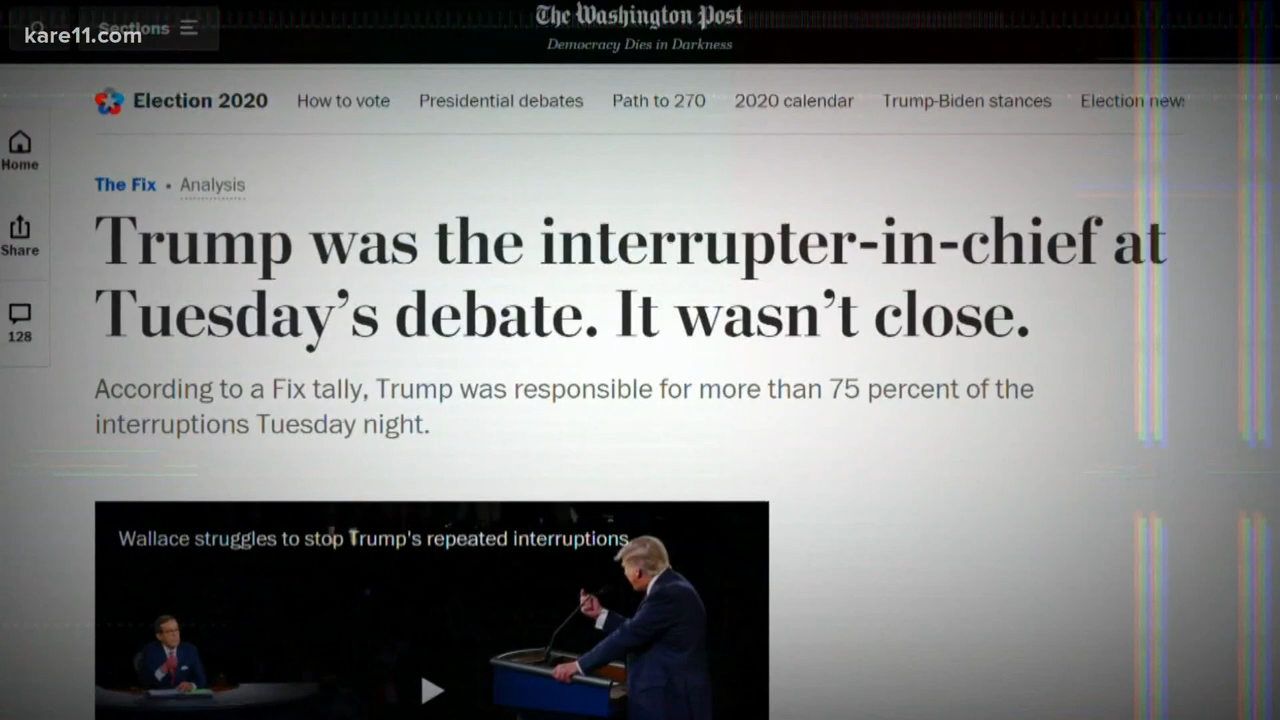 The Washington Post
Sections
kare11.com
Democracy Dies in Darkness
Election 2020 How to vote Presidential debates Path to 270 2020 calendar Trump-Biden stances Election news
Home
The Fix • Analysis
Trump was the interrupter-in-chief at
Share
Tuesday's debate. It wasn't close.
128
According to a Fix tally, Trump was responsible for more than 75 percent of the
interruptions Tuesday night.
Wallace struggles to stop Trump's repeated interruptions